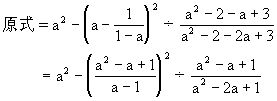 原式 = a² − (a − 1/(1−a))² ÷ (a²−2−a+3)/(a²−2−2a+3)
= a² − ((a²−a+1)/(a−1))² ÷ (a²−a+1)/(a²−2a+1)